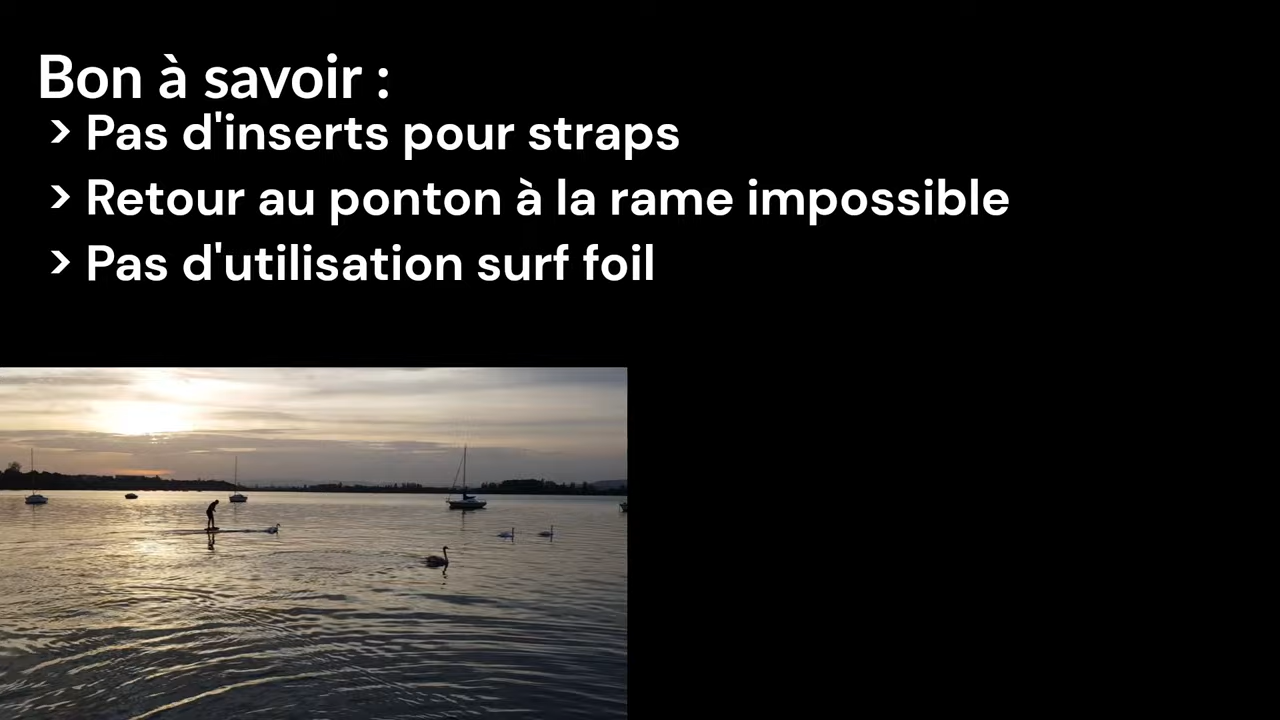 Bon à savoir :
> Pas d'inserts pour straps
> Retour au ponton à la rame impossible
> Pas d'utilisation surf foil